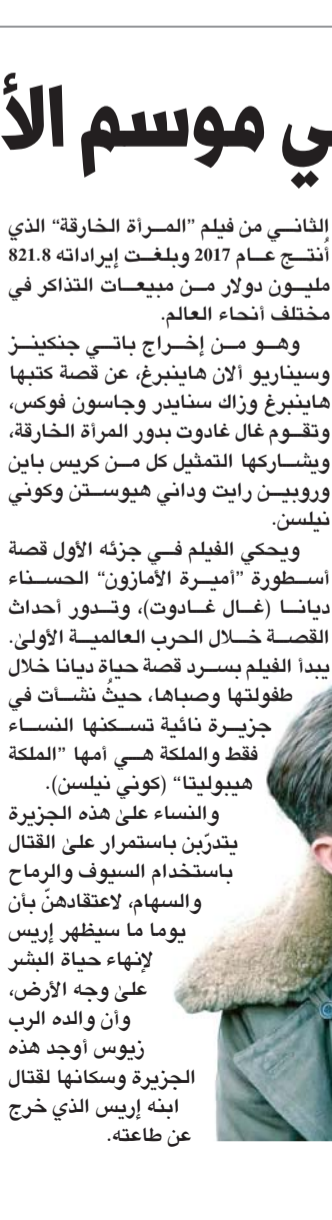 ي موسم الأ
الثاني من فيلم "المرأة الخارقة" الذي
أُنتج عام 2017 وبلغت إيراداته 821.8
مليون دولار من مبيعات التذاكر في
مختلف أنحاء العالم.
وهو من إخراج باتي جنكينز
وسيناريو ألان هاينبرغ، عن قصة كتبها
هاينبرغ وزاك سنايدر وجاسون فوكس،
وتقوم غال غادوت بدور المرأة الخارقة،
ويشاركها التمثيل كل من كريس باين
وروبين رايت وداني هيوستن وكوني
نيلسن.
ويحكي الفيلم في جزئه الأول قصة
أسطورة "أميرة الأمازون" الحسناء
ديانا (غال غادوت)، وتدور أحداث
القصة خلال الحرب العالمية الأولى.
يبدأ الفيلم بسرد قصة حياة ديانا خلال
طفولتها وصباها، حيثُ نشأت في
جزيرة نائية تسكنها النساء
فقط والملكة هي أمها "الملكة
هيبوليتا" (كوني نيلسن).
والنساء علىٰ هذه الجزيرة
يتدرّبن باستمرار علىٰ القتال
باستخدام السيوف والرماح
والسهام، لاعتقادهنّ بأن
يوما ما سيظهر إريس
لإنهاء حياة البشر
علىٰ وجه الأرض،
وأن والده الرب
زيوس أوجد هذه
الجزيرة وسكانها لقتال
ابنه إريس الذي خرج
عن طاعته.